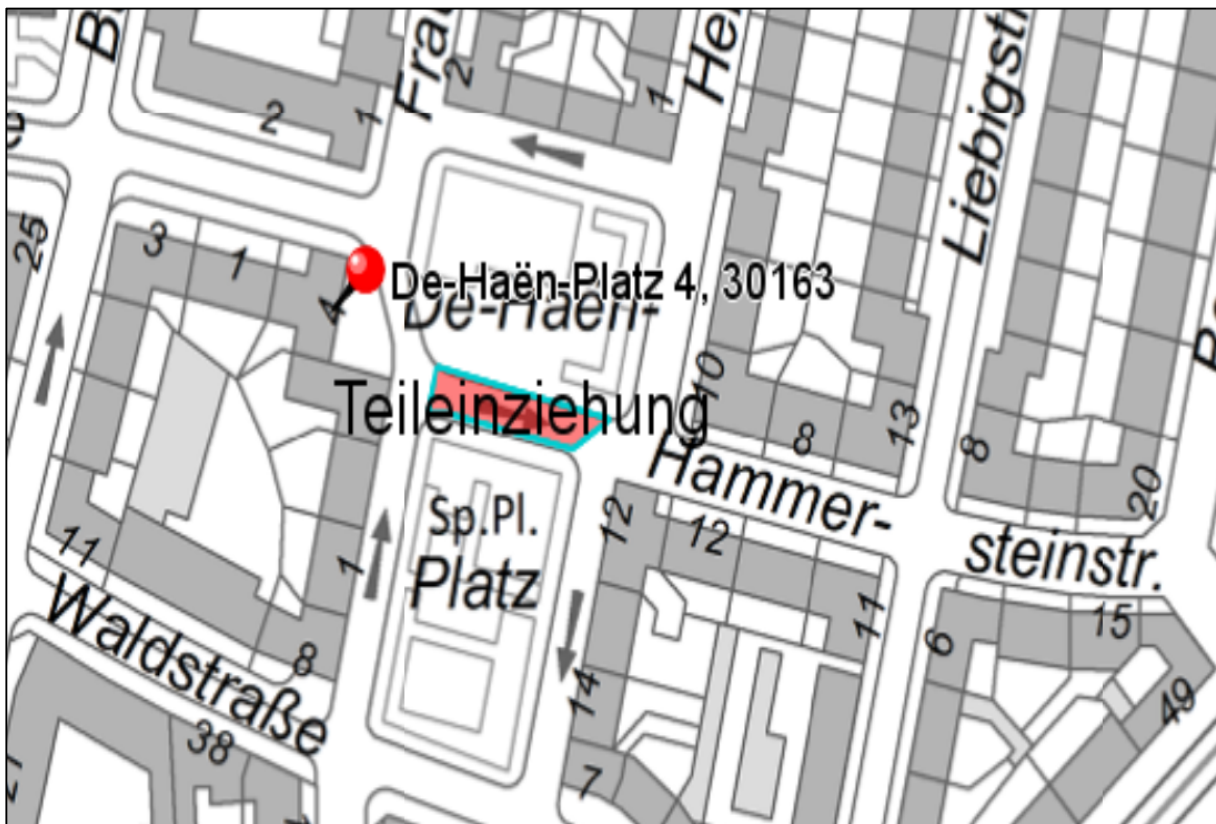 2
1
2
1
25
3
1
4
De-Haën-Platz 4, 30163
De-Haën-
Teileinziehung
10
8
13
8
20
Hammer-
steinstr.
Liebigstr
Sp.Pl.
Platz
12
12
11
6
15
49
11
1
8
Waldstraße
38
14
7